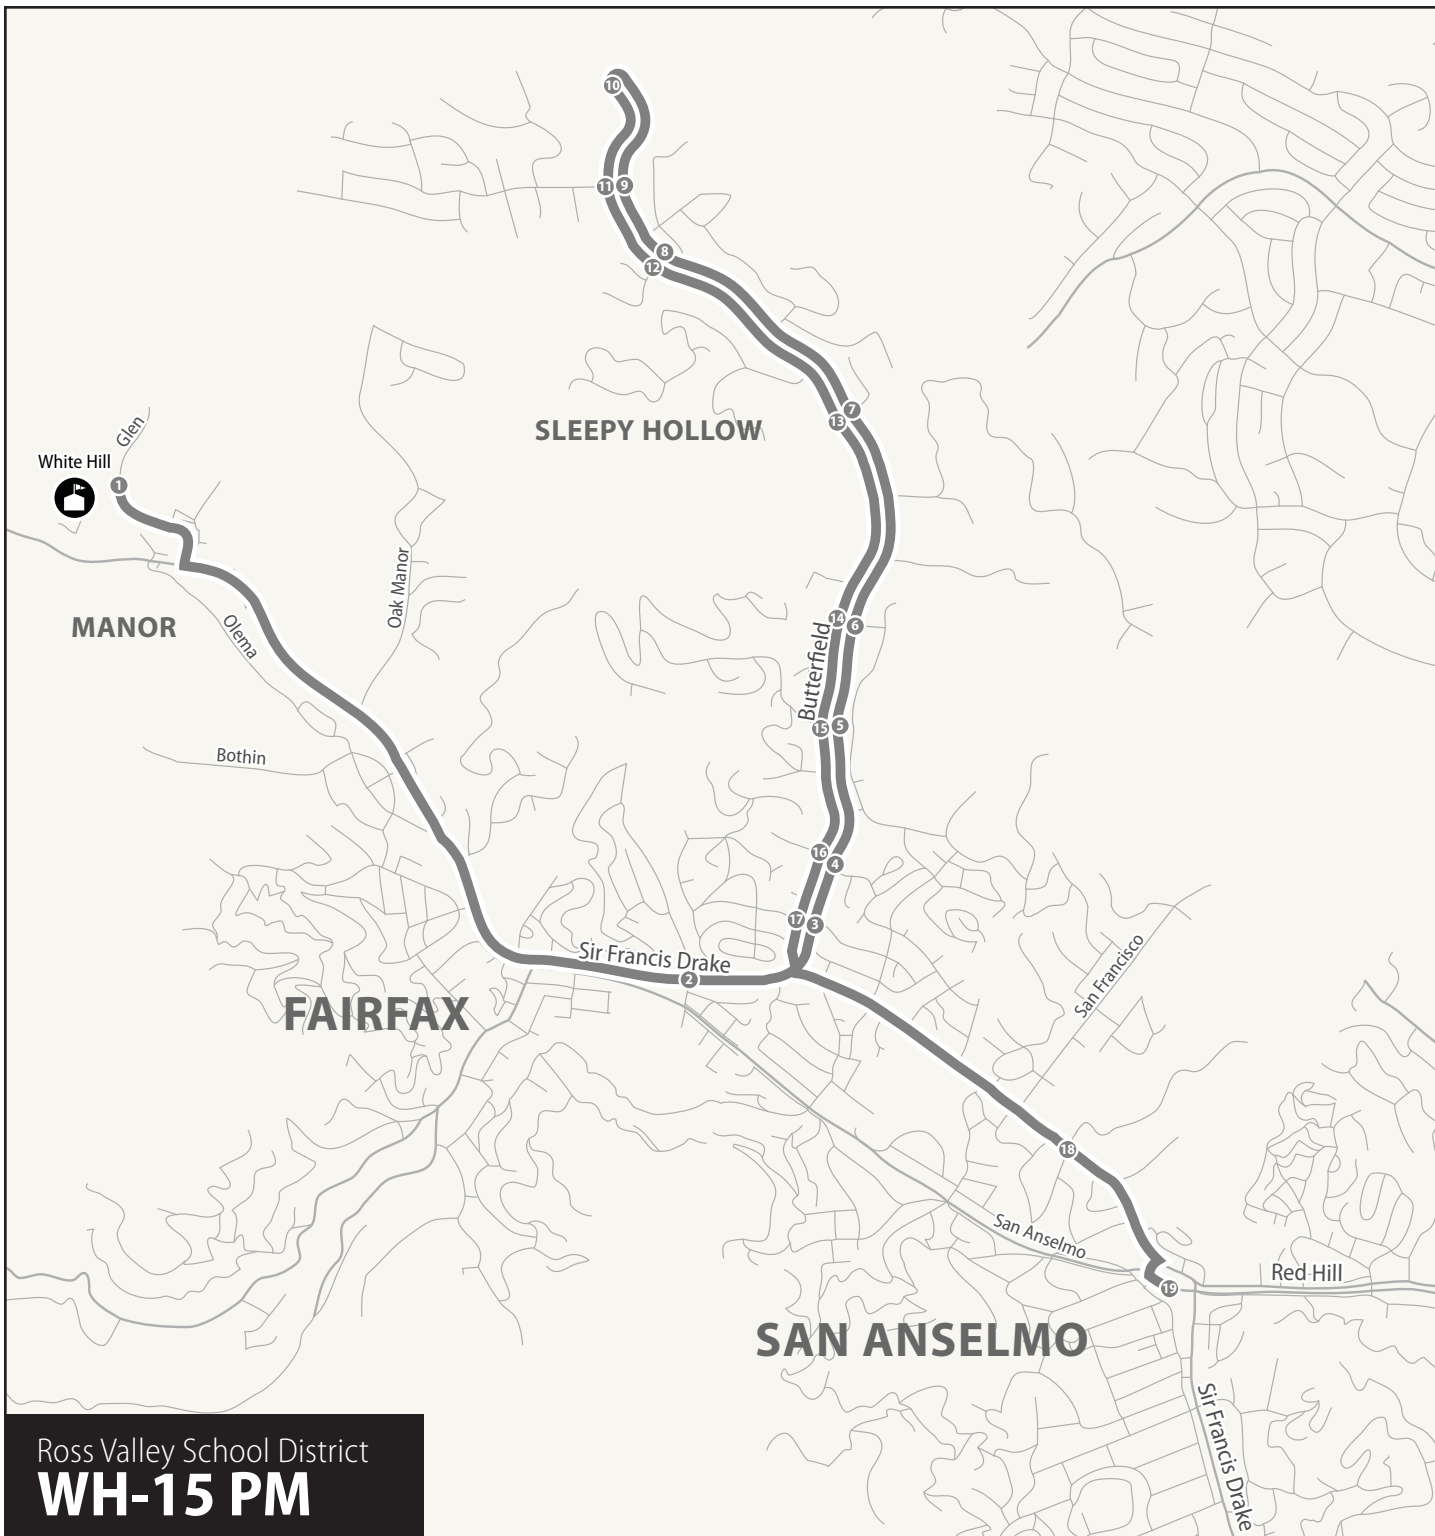 10
11
9
8
12
7
13
SLEEPY HOLLOW
Glen
White Hill
1
Oak Manor
MANOR
Olema
14
6
Butterfield
15
5
Bothin
16
4
17
3
Sir Francis Drake
2
San Francisco
FAIRFAX
18
San Anselmo
19
Red Hill
SAN ANSELMO
Sir Francis Drake
Ross Valley School District
WH-15 PM